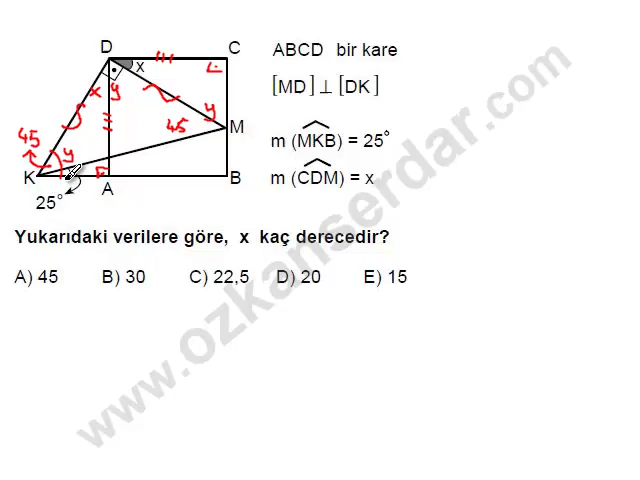 D C ABCD bir kare
x
x y
[MD] ⊥ [DK]
y
45 45 M m (MKB) = 25°
y
K A B m (CDM) = x
25°
Yukarıdaki verilere göre, x kaç derecedir?
A) 45 B) 30 C) 22,5 D) 20 E) 15
www.ozkanserdar.com